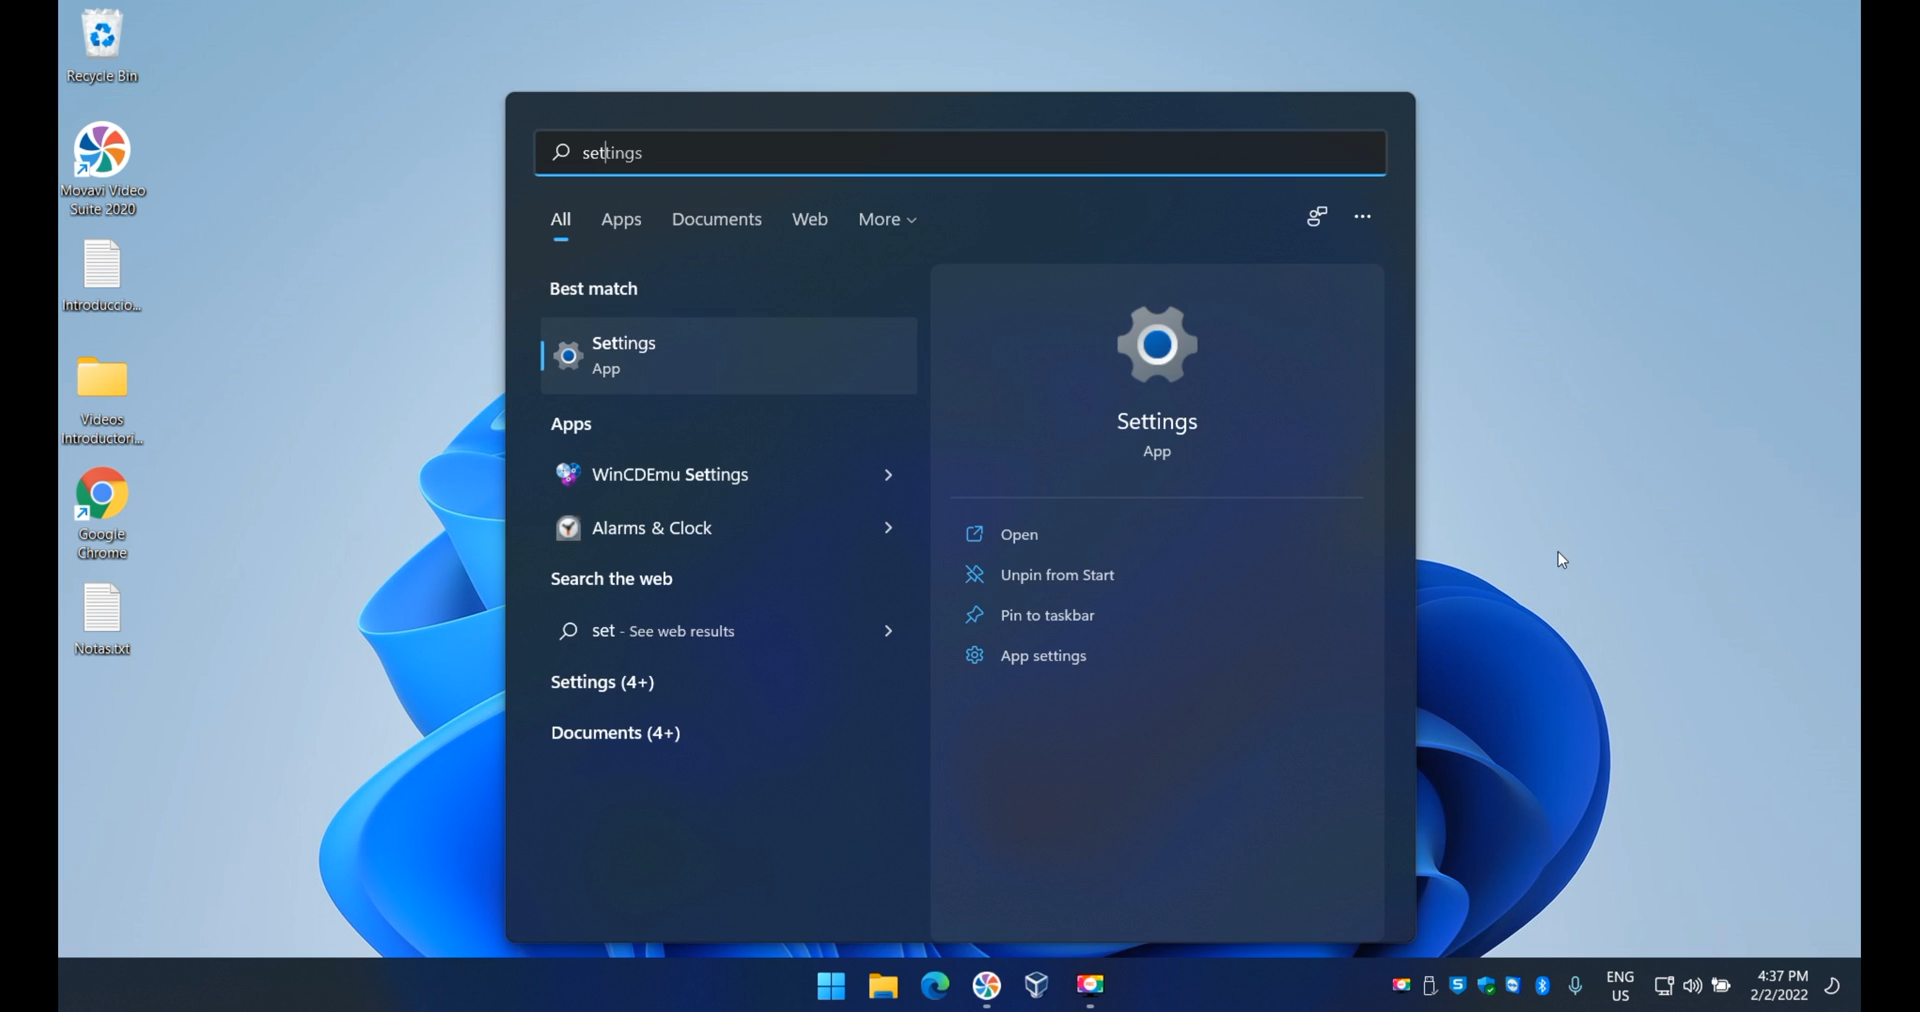 Recycle Bin
Movavi Video
Suite 2020
Introduccio...
Videos
Introductori...
Google
Chrome
Notas.txt
settings
All Apps Documents Web More
Best match
Settings
App
Apps
WinCDEmu Settings
Alarms & Clock
Search the web
set - See web results
Settings (4+)
Documents (4+)
Settings
App
Open
Unpin from Start
Pin to taskbar
App settings
ENG
US
4:37 PM
2/2/2022